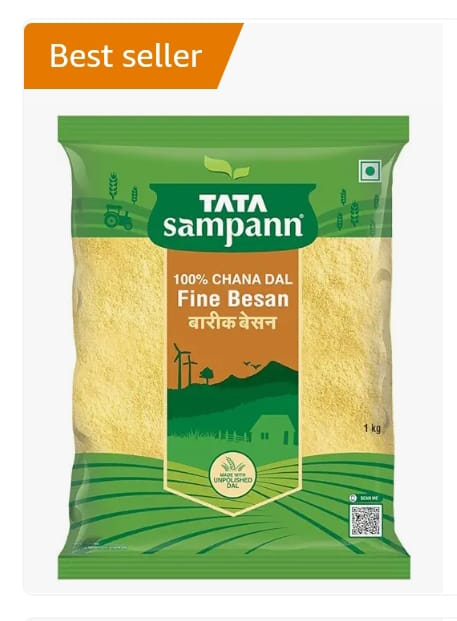 Best seller
TATA
sampann
100% CHANA DAL
Fine Besan
बारीक बेसन
1 kg
MADE WITH
UNPOLISHED
DAL
SCAN ME